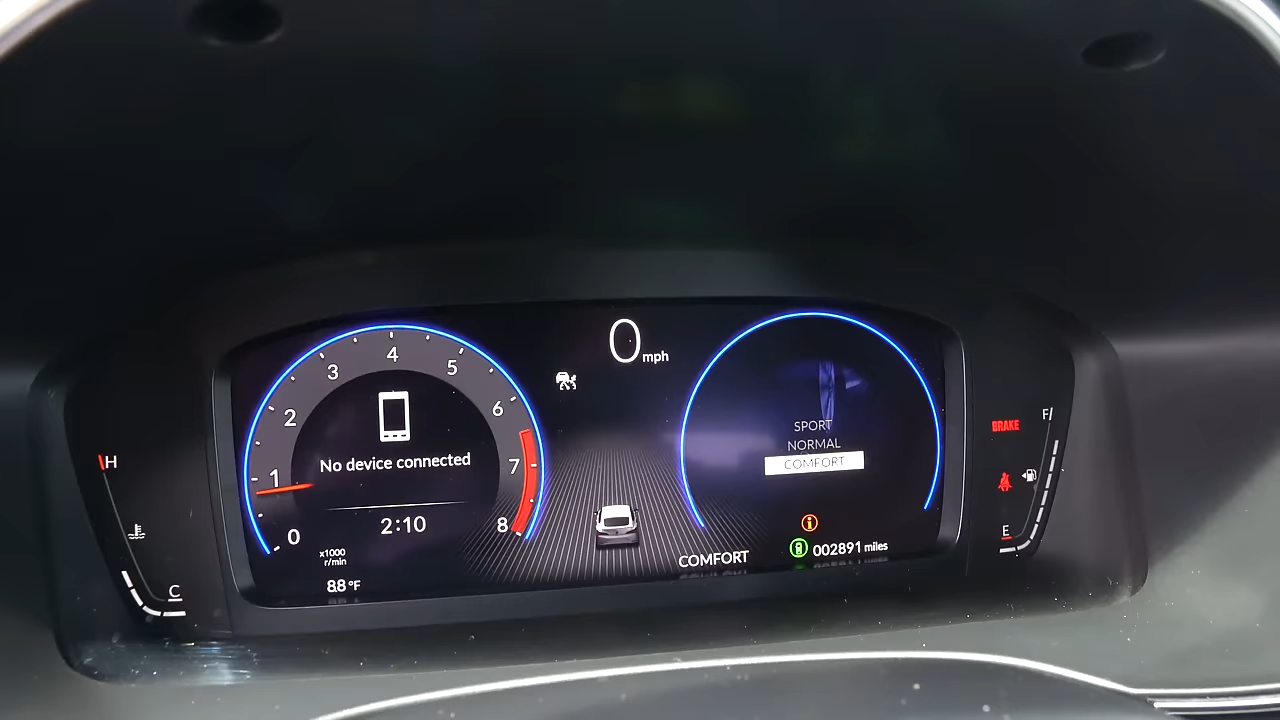 0 mph
4
3
5
2
6
SPORT
NORMAL
COMFORT
No device connected
1
7
0
8
2:10
x1000
r/min
88 °F
COMFORT
002891 miles
H
C
BRAKE
F
E